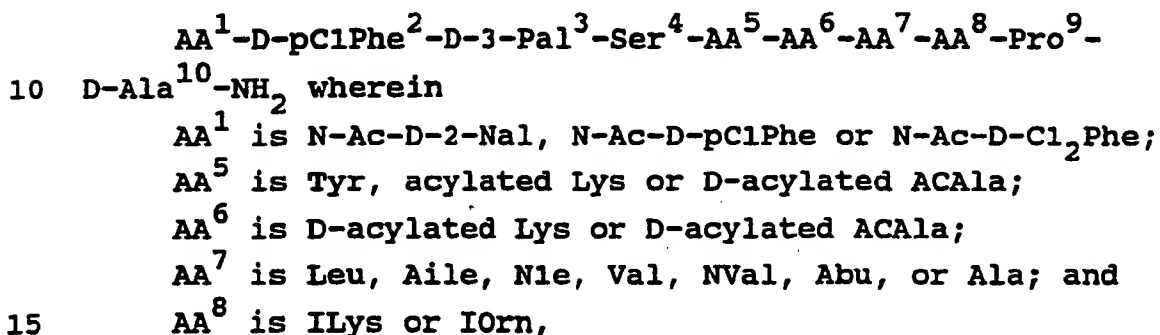 AA¹-D-pClPhe²-D-3-Pal³-Ser⁴-AA⁵-AA⁶-AA⁷-AA⁸-Pro⁹-
10 D-Ala¹⁰-NH₂ wherein
AA¹ is N-Ac-D-2-Nal, N-Ac-D-pClPhe or N-Ac-D-Cl₂Phe;
AA⁵ is Tyr, acylated Lys or D-acylated ACAla;
AA⁶ is D-acylated Lys or D-acylated ACAla;
AA⁷ is Leu, Aile, Nle, Val, NVal, Abu, or Ala; and
15 AA⁸ is ILys or IOrn,